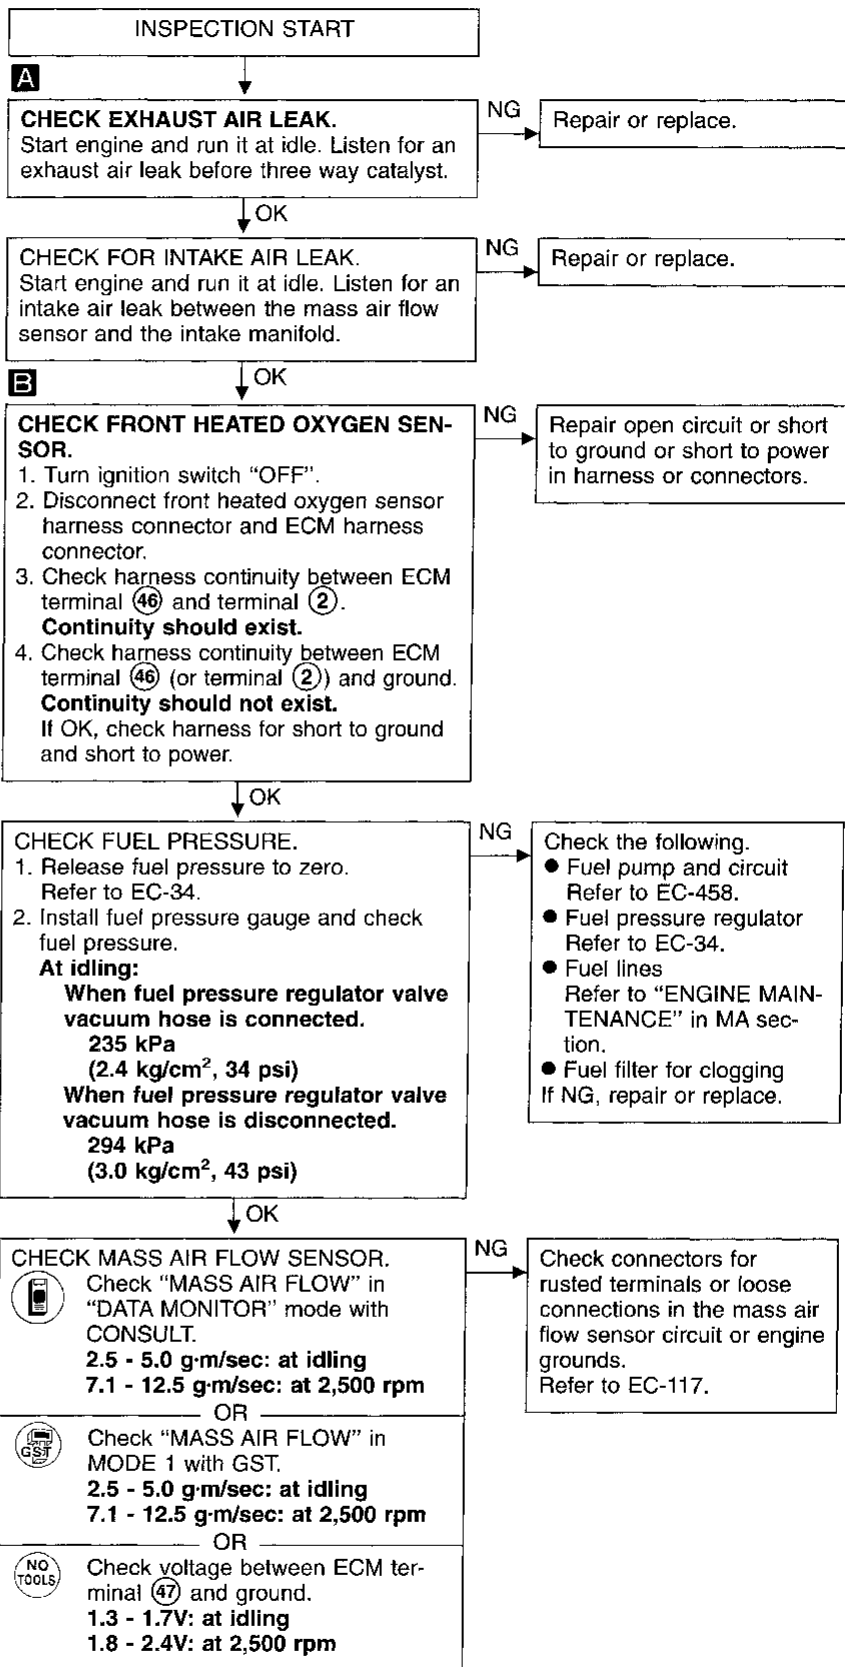 INSPECTION START
A
CHECK EXHAUST AIR LEAK.
Start engine and run it at idle. Listen for an
exhaust air leak before three way catalyst.
NG
Repair or replace.
OK
CHECK FOR INTAKE AIR LEAK.
Start engine and run it at idle. Listen for an
intake air leak between the mass air flow
sensor and the intake manifold.
NG
Repair or replace.
OK
B
CHECK FRONT HEATED OXYGEN SEN-
SOR.
1. Turn ignition switch “OFF”.
2. Disconnect front heated oxygen sensor
harness connector and ECM harness
connector.
3. Check harness continuity between ECM
terminal 46 and terminal 2.
Continuity should exist.
4. Check harness continuity between ECM
terminal 46 (or terminal 2) and ground.
Continuity should not exist.
If OK, check harness for short to ground
and short to power.
NG
Repair open circuit or short
to ground or short to power
in harness or connectors.
OK
CHECK FUEL PRESSURE.
1. Release fuel pressure to zero.
Refer to EC-34.
2. Install fuel pressure gauge and check
fuel pressure.
At idling:
When fuel pressure regulator valve
vacuum hose is connected.
235 kPa
(2.4 kg/cm², 34 psi)
When fuel pressure regulator valve
vacuum hose is disconnected.
294 kPa
(3.0 kg/cm², 43 psi)
NG
Check the following.
● Fuel pump and circuit
Refer to EC-458.
● Fuel pressure regulator
Refer to EC-34.
● Fuel lines
Refer to “ENGINE MAIN-
TENANCE” in MA sec-
tion.
● Fuel filter for clogging
If NG, repair or replace.
OK
CHECK MASS AIR FLOW SENSOR.
Check “MASS AIR FLOW” in
“DATA MONITOR” mode with
CONSULT.
2.5 - 5.0 g·m/sec: at idling
7.1 - 12.5 g·m/sec: at 2,500 rpm
OR
GST
Check “MASS AIR FLOW” in
MODE 1 with GST.
2.5 - 5.0 g·m/sec: at idling
7.1 - 12.5 g·m/sec: at 2,500 rpm
OR
NO
TOOLS
Check voltage between ECM ter-
minal 47 and ground.
1.3 - 1.7V: at idling
1.8 - 2.4V: at 2,500 rpm
NG
Check connectors for
rusted terminals or loose
connections in the mass air
flow sensor circuit or engine
grounds.
Refer to EC-117.